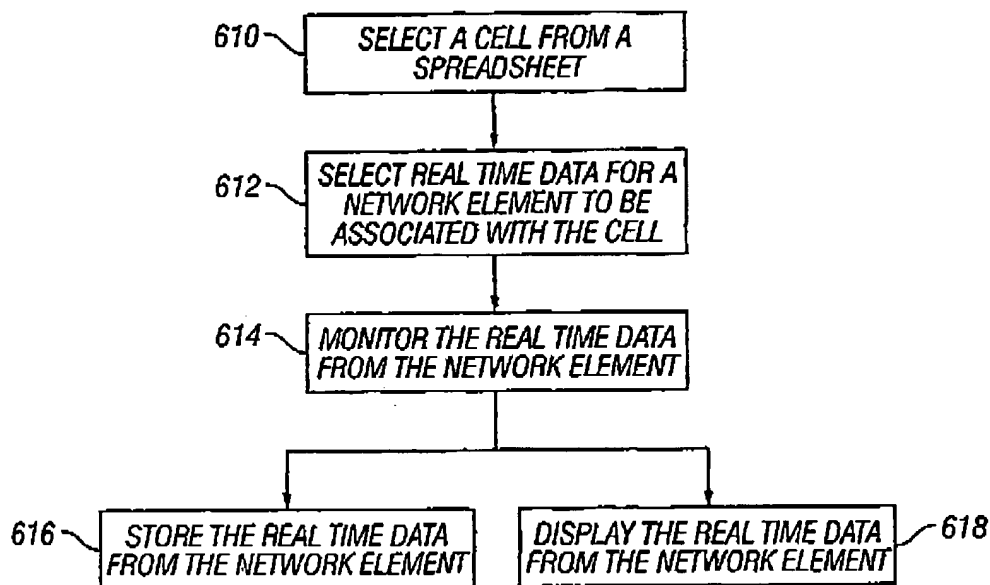 610
SELECT A CELL FROM A
SPREADSHEET
612
SELECT REAL TIME DATA FOR A
NETWORK ELEMENT TO BE
ASSOCIATED WITH THE CELL
614
MONITOR THE REAL TIME DATA
FROM THE NETWORK ELEMENT
616
STORE THE REAL TIME DATA
FROM THE NETWORK ELEMENT
DISPLAY THE REAL TIME DATA
FROM THE NETWORK ELEMENT
618